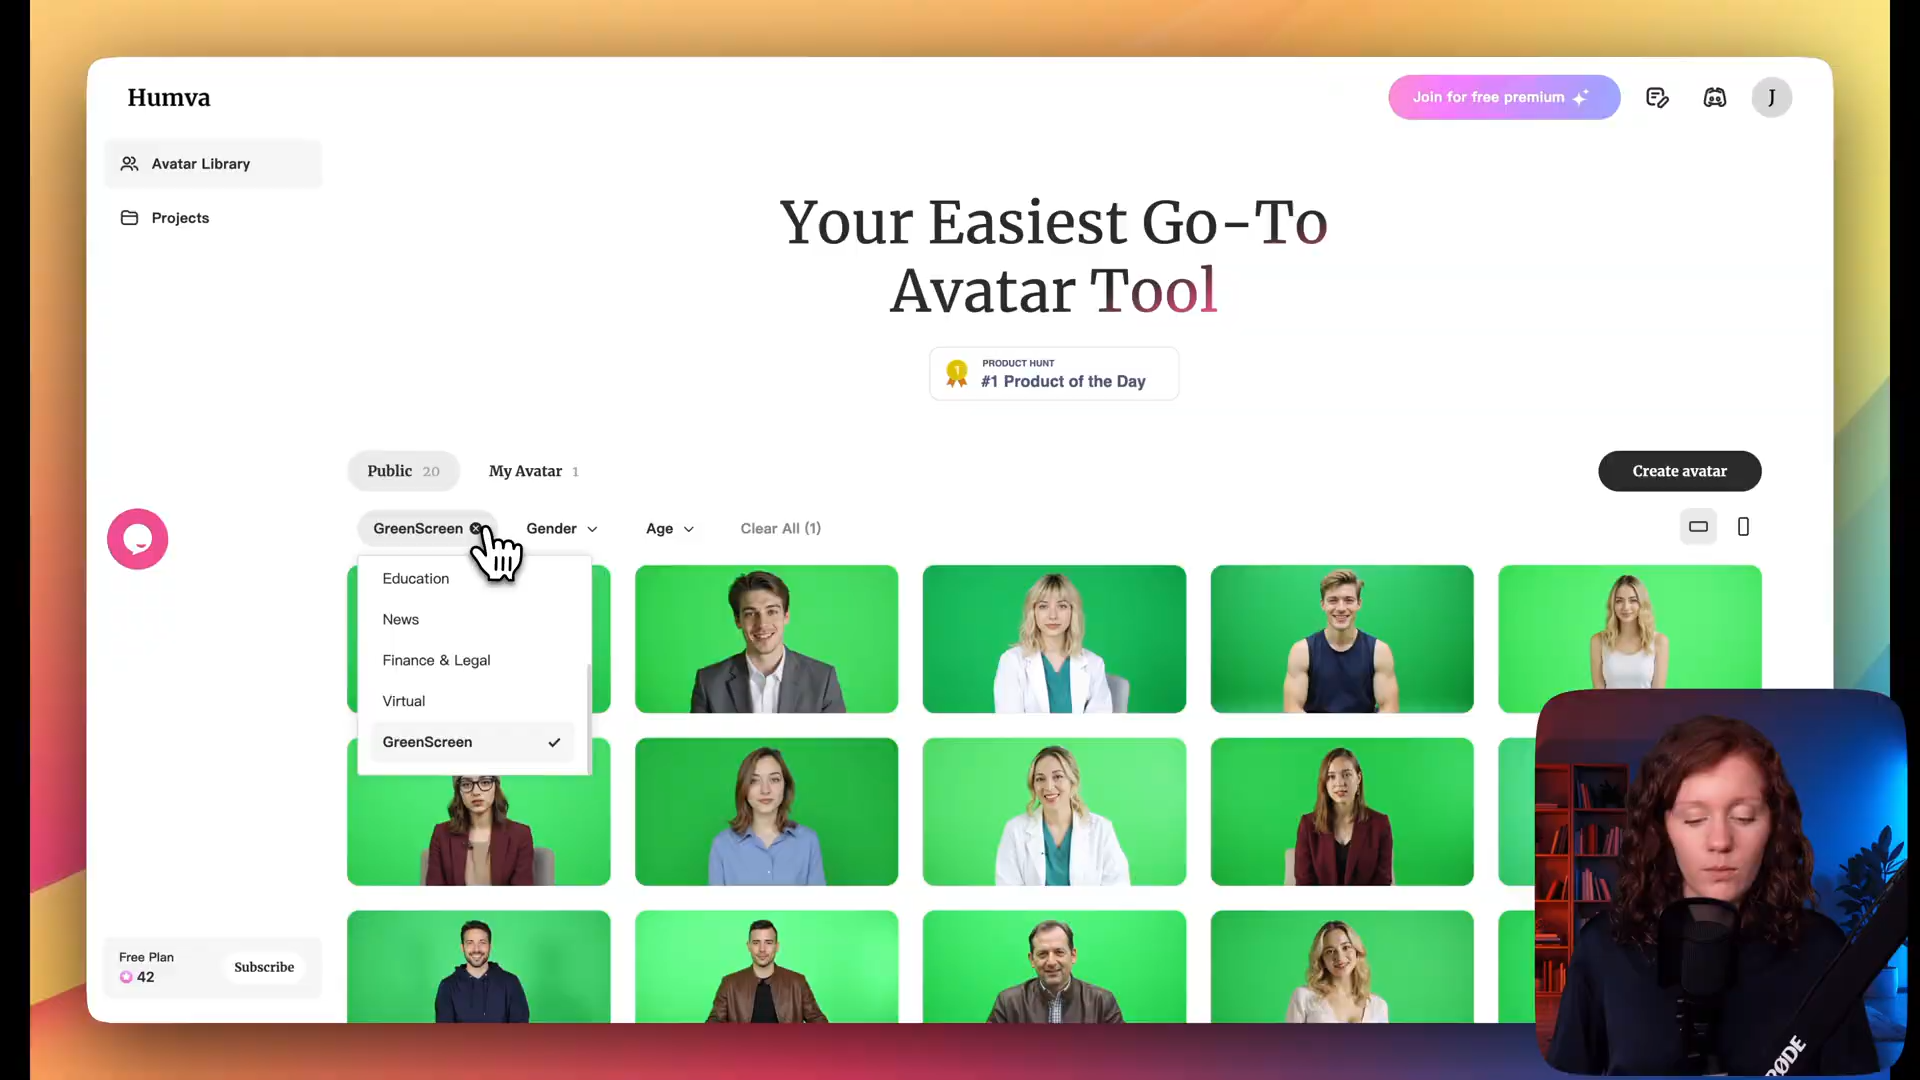 Humva
Join for free premium
J
Avatar Library
Projects
Your Easiest Go-To
Avatar Tool
1
PRODUCT HUNT
#1 Product of the Day
Public 20
My Avatar 1
Create avatar
GreenScreen
Gender
Age
Clear All (1)
Education
News
Finance & Legal
Virtual
GreenScreen
Free Plan
42
Subscribe
RØDE